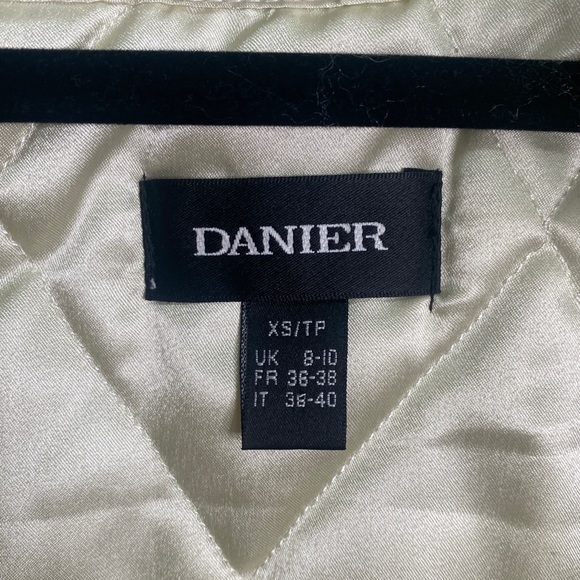 DANIER
XS/TP
UK 8-10
FR 36-38
IT 38-40